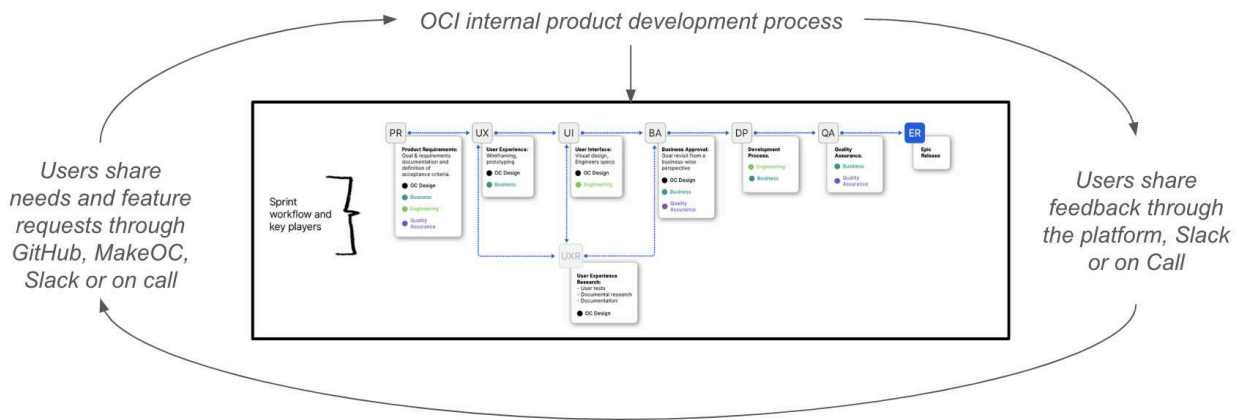 OCI internal product development process
Users share
needs and feature
requests through
GitHub, MakeOC,
Slack or on call
Sprint
workflow and
key players
PR
Product Requirements:
Goal & requirements
documentation and
definition of
acceptance criteria.
OC Design
Business
Engineering
Quality
Assurance
UX
User Experience:
Wireframing,
prototyping
OC Design
Business
UI
User Interface:
Visual design,
Engineers specs
OC Design
Engineering
BA
Business Approval:
Goal revisit from a
business-wise
perspective
OC Design
Business
Quality
Assurance
DP
Development
Process.
Engineering
Business
QA
Quality
Assurance.
Business
Quality
Assurance
ER
Epic
Release
UXR
User Experience
Research:
- User tests
- Documental research
- Documentation
OC Design
Users share
feedback through
the platform, Slack
or on Call